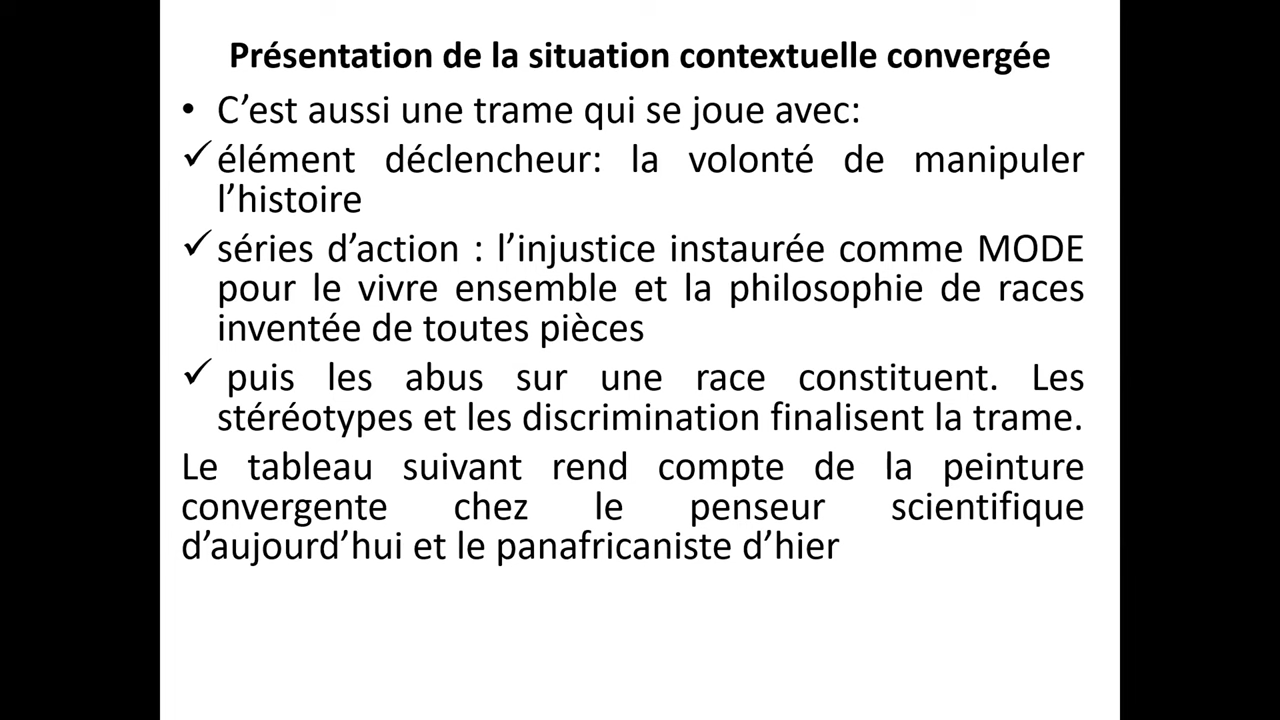 Présentation de la situation contextuelle convergée
• C’est aussi une trame qui se joue avec:
✓ élément déclencheur: la volonté de manipuler
l’histoire
✓ séries d’action : l’injustice instaurée comme MODE
pour le vivre ensemble et la philosophie de races
inventée de toutes pièces
✓ puis les abus sur une race constituent. Les
stéréotypes et les discrimination finalisent la trame.
Le tableau suivant rend compte de la peinture
convergente chez le penseur scientifique
d’aujourd’hui et le panafricaniste d’hier